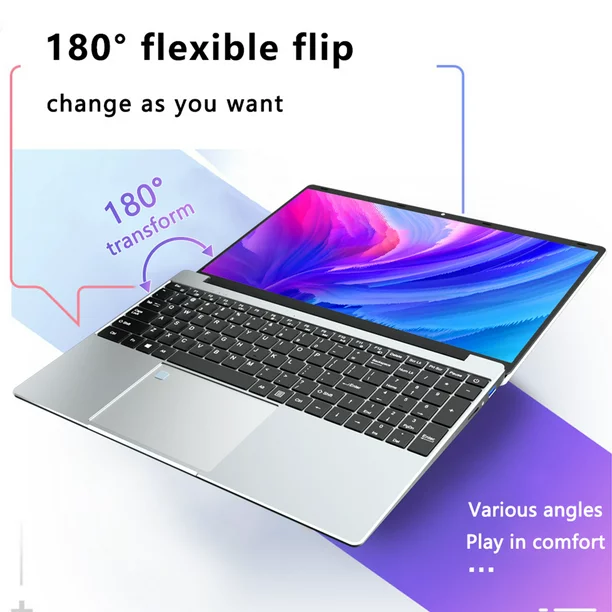 180° flexible flip
change as you want
180°
transform
Various angles
Play in comfort
...